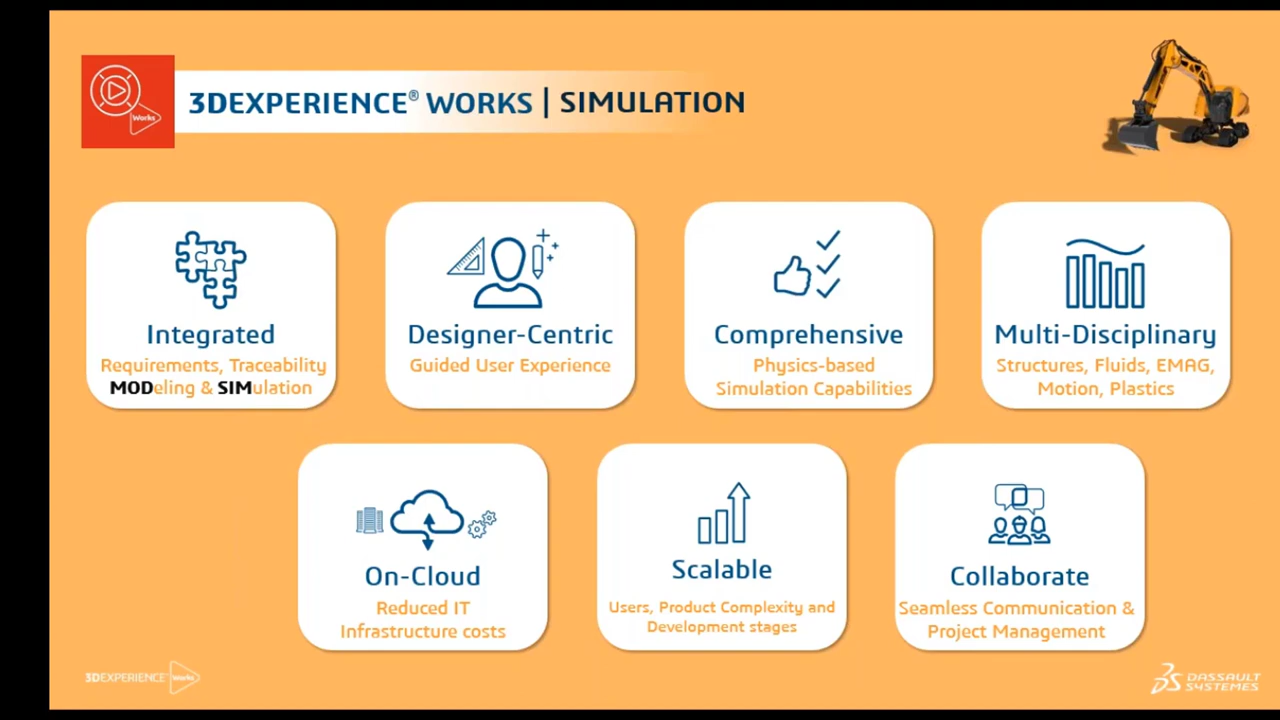 Works
3DEXPERIENCE® WORKS | SIMULATION
Integrated
Requirements, Traceability
MODeling & SIMulation
Designer-Centric
Guided User Experience
Comprehensive
Physics-based
Simulation Capabilities
Multi-Disciplinary
Structures, Fluids, EMAG,
Motion, Plastics
On-Cloud
Reduced IT
Infrastructure costs
Scalable
Users, Product Complexity and
Development stages
Collaborate
Seamless Communication &
Project Management
3DEXPERIENCE® Works
DASSAULT
SYSTEMES